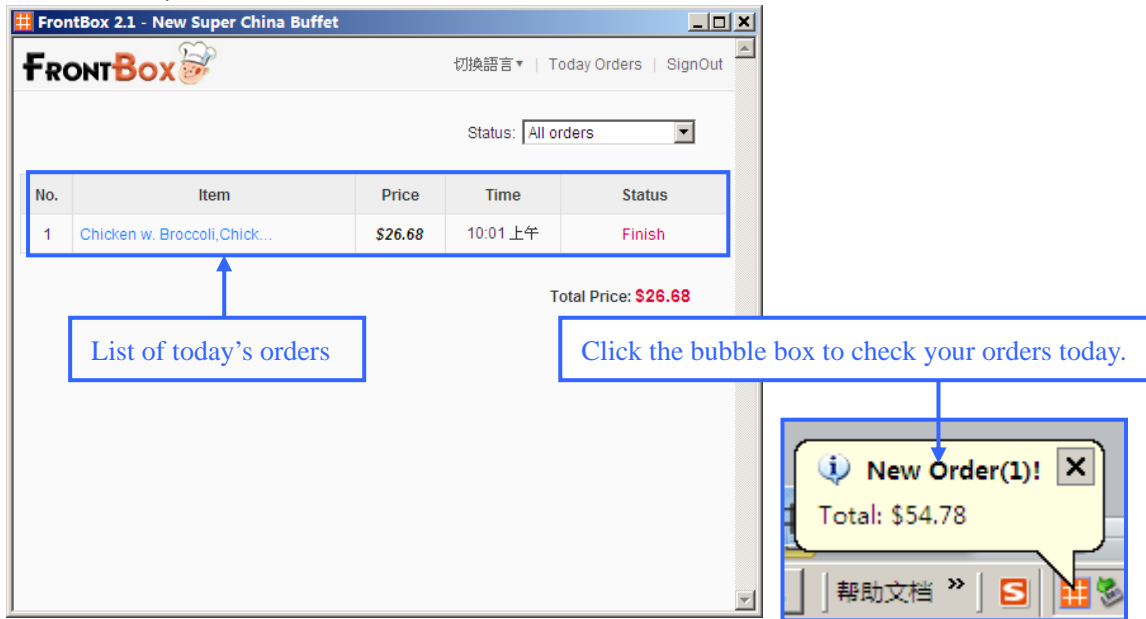 FrontBox 2.1 - New Super China Buffet
FRONTBOX
切換語言▾ | Today Orders | SignOut
Status: All orders
No. Item Price Time Status
1 Chicken w. Broccoli,Chick... $26.68 10:01 上午 Finish
Total Price: $26.68
List of today’s orders
Click the bubble box to check your orders today.
New Order(1)!
Total: $54.78
帮助文档 »